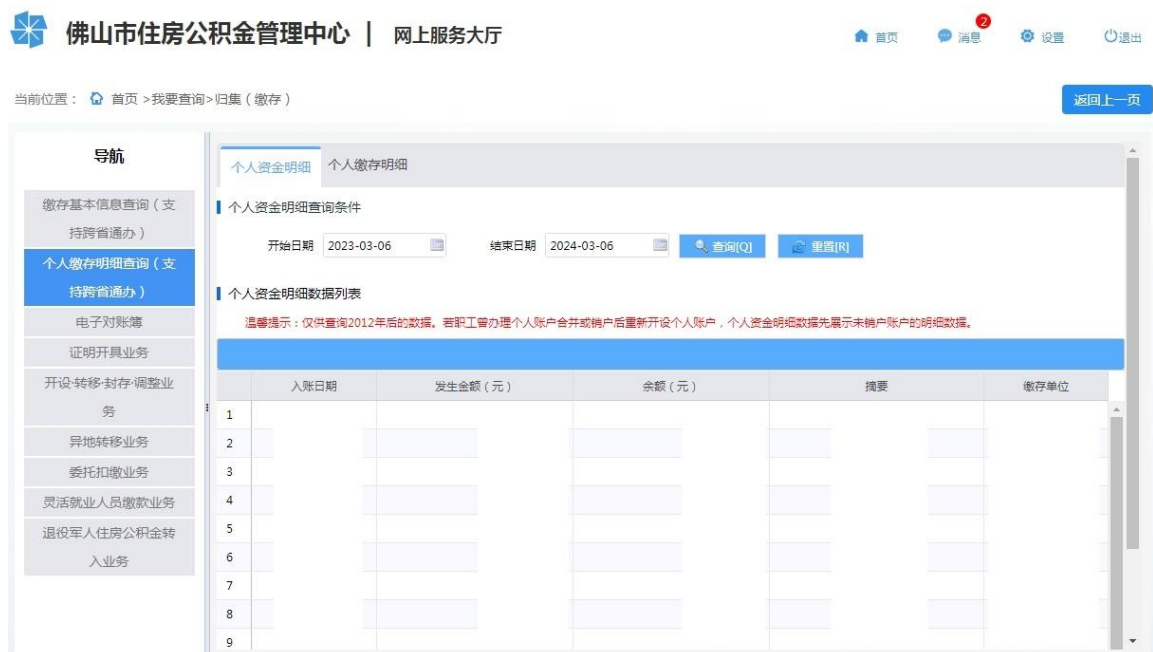 佛山市住房公积金管理中心 | 网上服务大厅
首页 消息 2 设置 退出
当前位置： 首页 >我要查询>归集（缴存）
返回上一页
导航
缴存基本信息查询（支
持跨省通办）
个人缴存明细查询（支
持跨省通办）
电子对账簿
证明开具业务
开设·转移·封存·调整业
务
异地转移业务
委托扣缴业务
灵活就业人员缴款业务
退役军人住房公积金转
入业务
个人资金明细 个人缴存明细
个人资金明细查询条件
开始日期 2023-03-06 结束日期 2024-03-06 查询[Q] 重置[R]
个人资金明细数据列表
温馨提示：仅供查询2012年后的数据。若职工曾办理个人账户合并或销户后重新开设个人账户，个人资金明细数据先展示未销户账户的明细数据。
入账日期 发生金额（元） 余额（元） 摘要 缴存单位
1
2
3
4
5
6
7
8
9